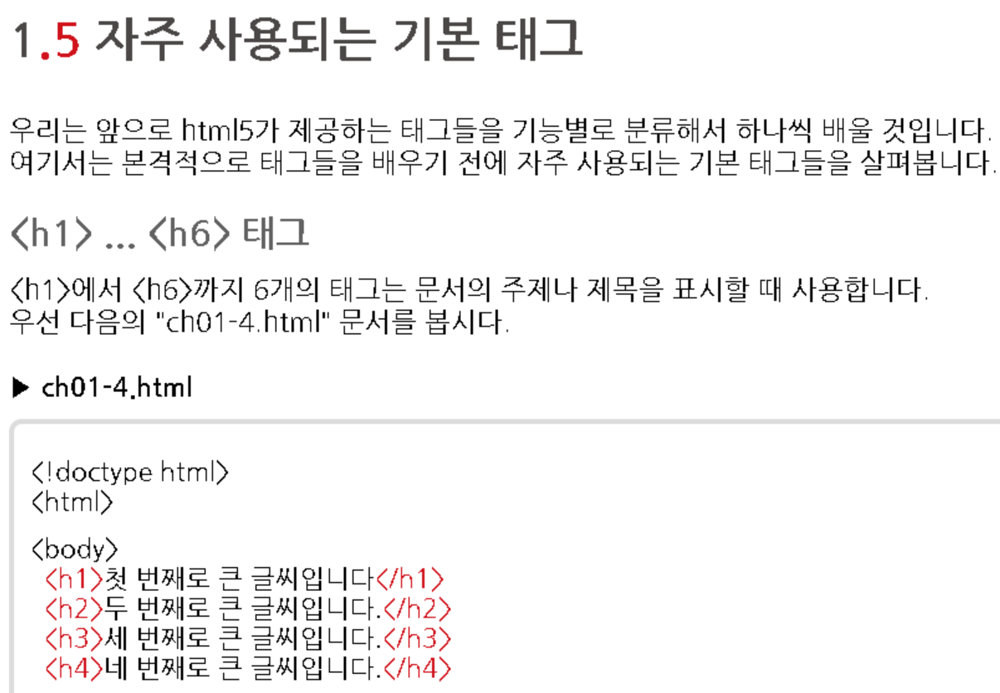 1.5 자주 사용되는 기본 태그
우리는 앞으로 html5가 제공하는 태그들을 기능별로 분류해서 하나씩 배울 것입니다.
여기서는 본격적으로 태그들을 배우기 전에 자주 사용되는 기본 태그들을 살펴봅니다.
<h1> ... <h6> 태그
<h1>에서 <h6>까지 6개의 태그는 문서의 주제나 제목을 표시할 때 사용합니다.
우선 다음의 "ch01-4.html" 문서를 봅시다.
▶ ch01-4.html
<!doctype html>
<html>
<body>
<h1>첫 번째로 큰 글씨입니다</h1>
<h2>두 번째로 큰 글씨입니다.</h2>
<h3>세 번째로 큰 글씨입니다.</h3>
<h4>네 번째로 큰 글씨입니다.</h4>